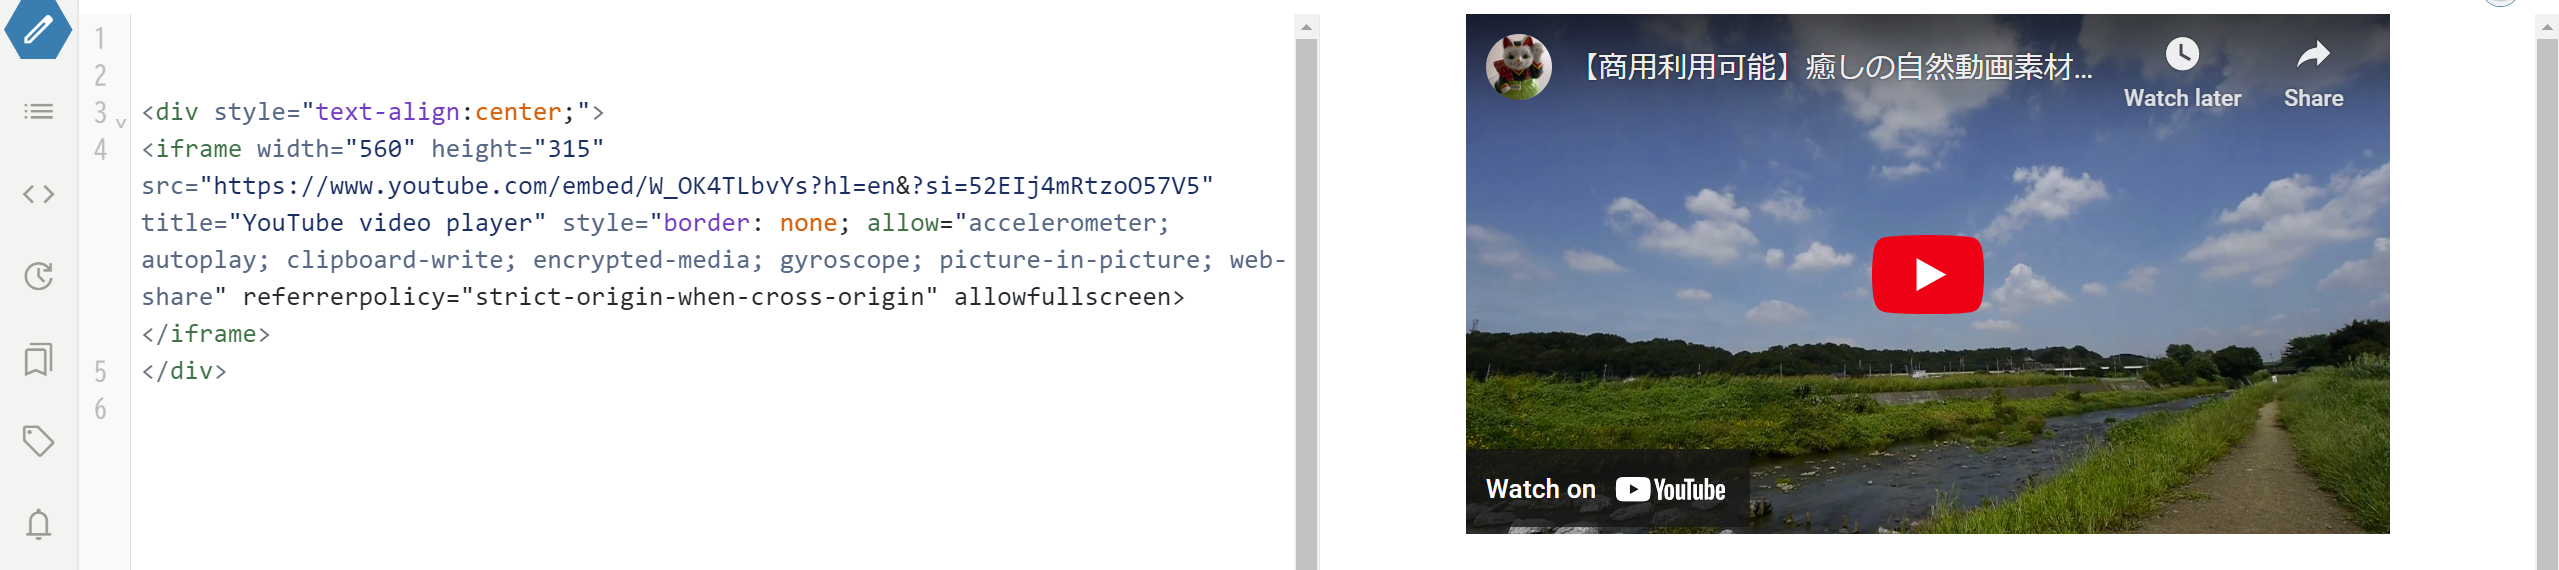 1
2
3 <div style="text-align:center;">
4 <iframe width="560" height="315"
src="https://www.youtube.com/embed/W_OK4TLbvYs?hl=en&?si=52EIj4mRtzoO57V5"
title="YouTube video player" style="border: none; allow="accelerometer;
autoplay; clipboard-write; encrypted-media; gyroscope; picture-in-picture; web-
share" referrerpolicy="strict-origin-when-cross-origin" allowfullscreen>
</iframe>
5 </div>
6
【商用利用可能】癒しの自然動画素材...
Watch later
Share
Watch on YouTube